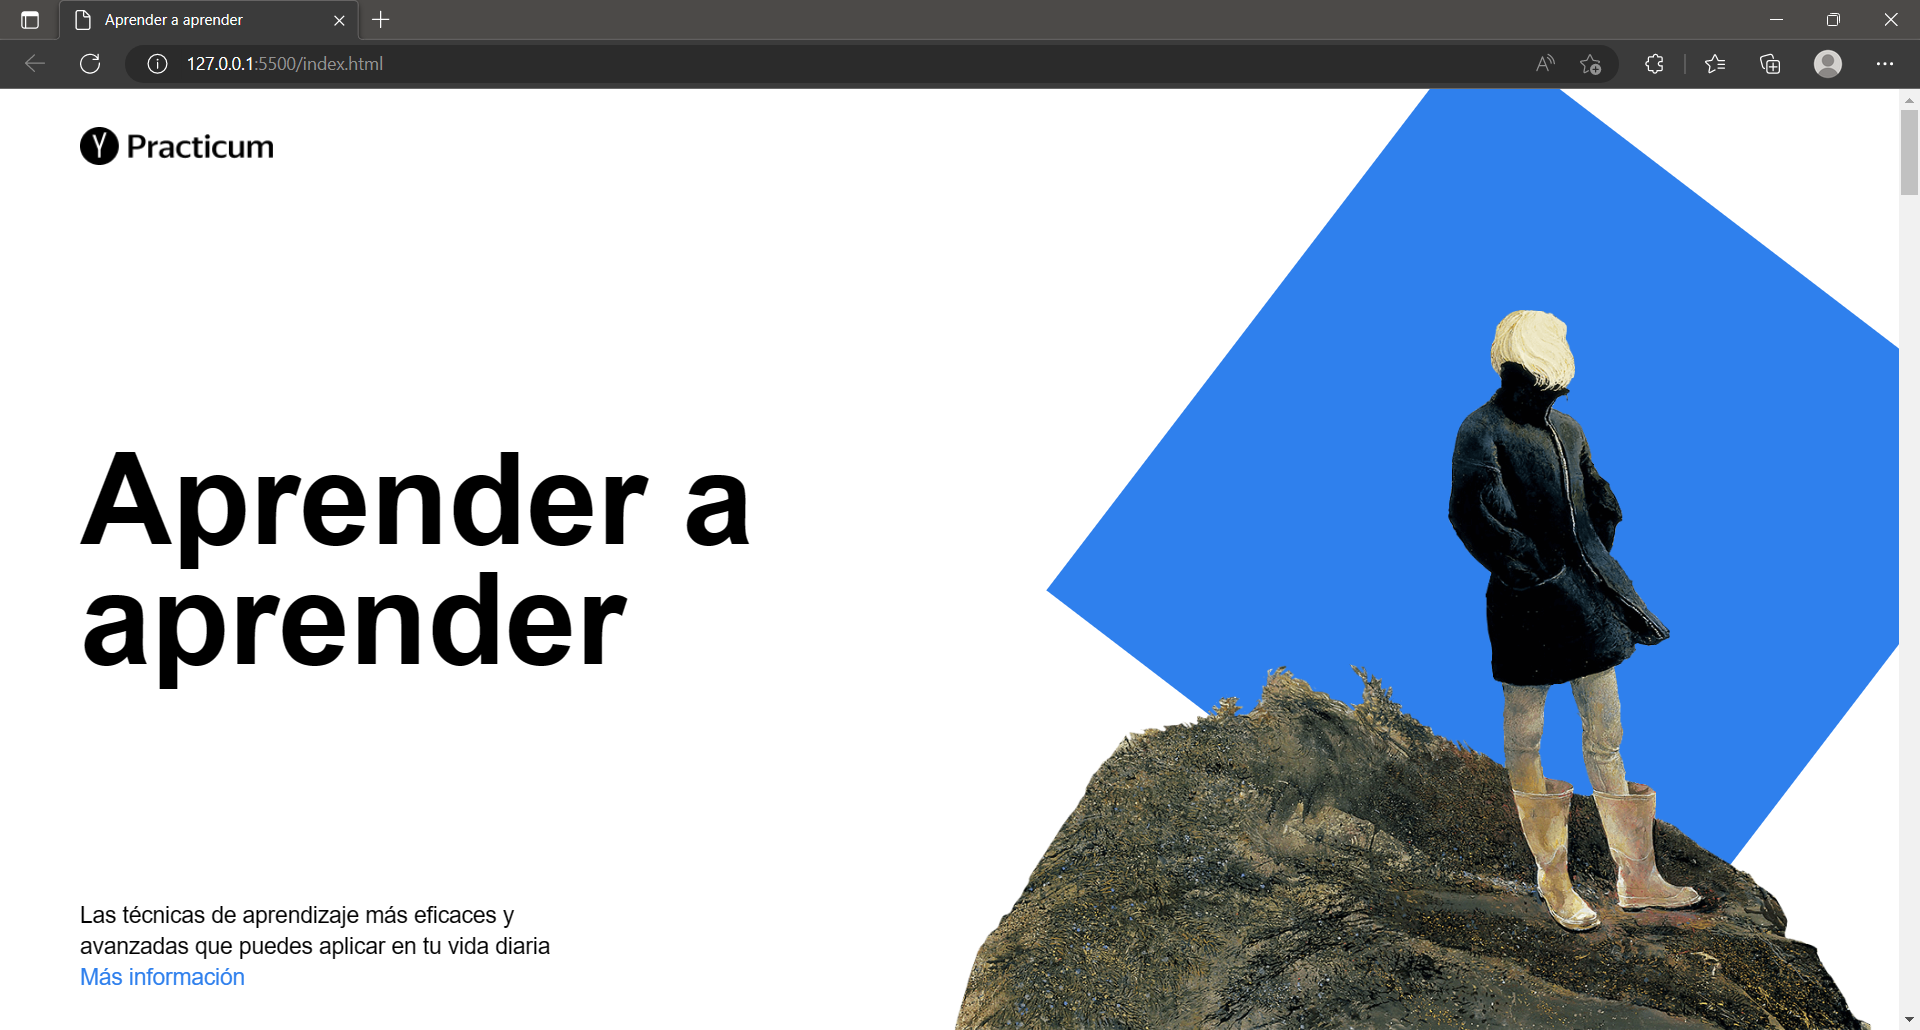 Aprender a aprender
127.0.0.1:5500/index.html
Y Practicum
Aprender a
aprender
Las técnicas de aprendizaje más eficaces y
avanzadas que puedes aplicar en tu vida diaria
Más información